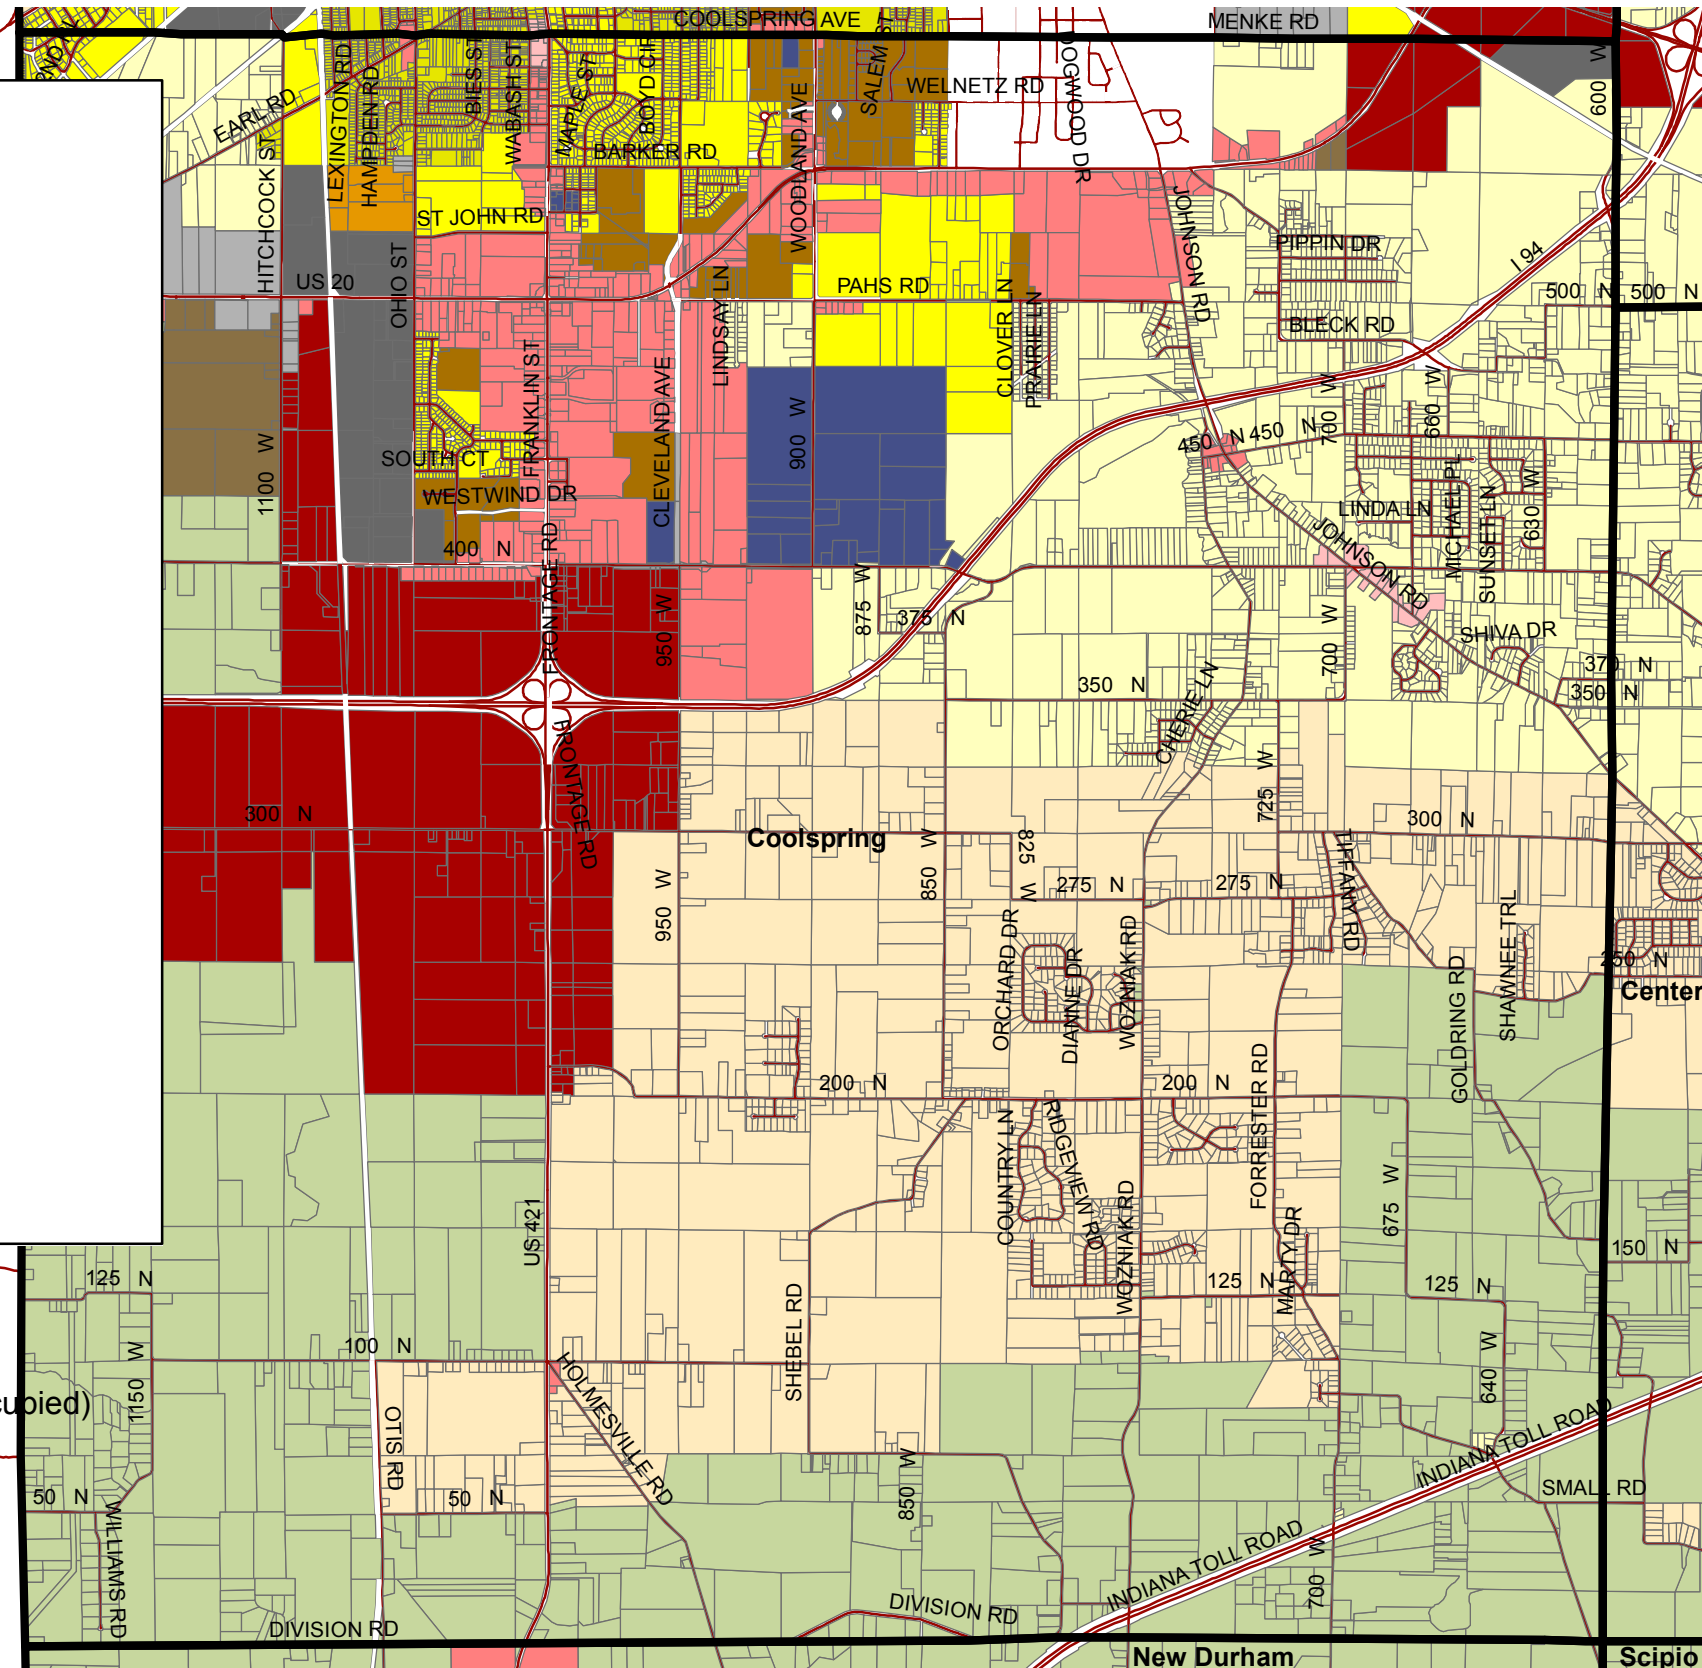 COOLSPRING AVE
MENKE RD
SALEM ST
LEXINGTON RD
HAMPDEN RD
BIES ST
WABASH ST
MAPLE ST
BOYD CIR
WOODLAND AVE
WELNETZ RD
DOGWOOD DR
600 W
EARL RD
HITCHCOCK ST
BARKER RD
ST JOHN RD
JOHNSON RD
PIPPIN DR
I 94
US 20
OHIO ST
LINDSAY LN
PAHS RD
CLOVER LN
PRAIRIE LN
500 N
500 N
BLECK RD
FRANKLIN ST
CLEVELAND AVE
900 W
700 W
660 W
450 N
450 N
1100 W
SOUTH CT
WESTWIND DR
LINDA LN
MICHAEL PL
SUNSET LN
630 W
400 N
FRONTAGE RD
JOHNSON RD
950 W
875 W
375 N
700 W
SHIVA DR
370 N
350 N
350 N
CHERIE LN
FRONTAGE RD
725 W
300 N
Coolspring
850 W
825 W
300 N
TIFFANY RD
275 N
275 N
950 W
ORCHARD DR
DIANNE DR
WOZNIAK RD
GOLDRING RD
SHAWNEE TRL
250 N
Center
200 N
200 N
COUNTRY LN
RIDGEVIEW RD
FORRESTER RD
675 W
US 421
WOZNIAK RD
MARTY DR
150 N
125 N
125 N
125 N
SHEBEL RD
100 N
1150 W
640 W
HOLMESVILLE RD
cupied)
OTIS RD
INDIANA TOLL ROAD
50 N
50 N
850 W
SMALL RD
WILLIAMS RD
INDIANA TOLL ROAD
700 W
DIVISION RD
DIVISION RD
New Durham
Scipio